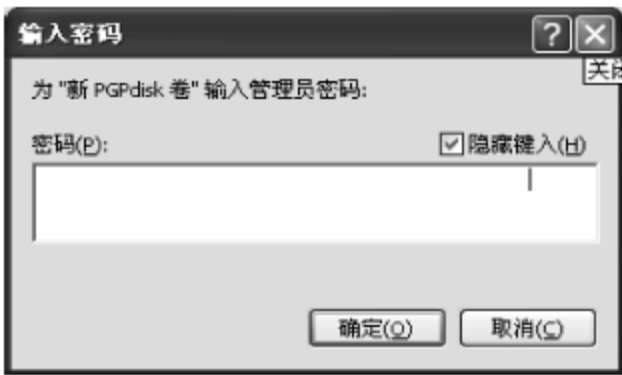 输入密码
关闭
为 "新 PGPdisk 卷" 输入管理员密码:
密码(P):
隐藏键入(H)
确定(O)
取消(C)